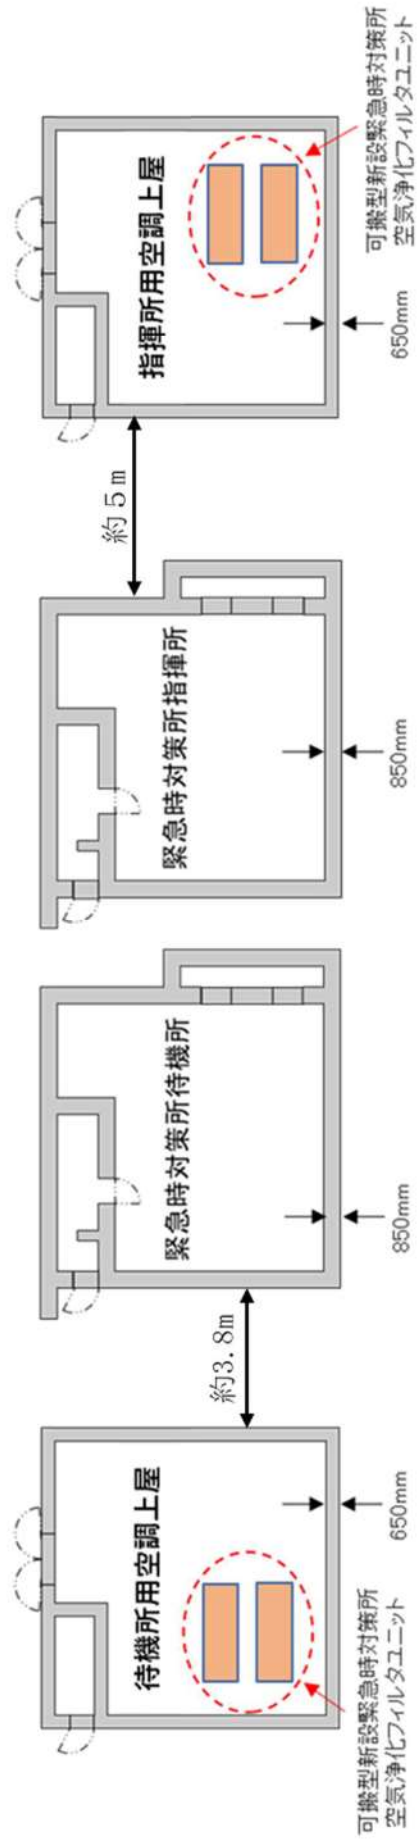 待機所用空調上屋
可搬型新設緊急時対策所
空気浄化フィルタユニット
650mm
約3.8m
緊急時対策所待機所
850mm
緊急時対策所指揮所
850mm
約5m
指揮所用空調上屋
650mm
可搬型新設緊急時対策所
空気浄化フィルタユニット